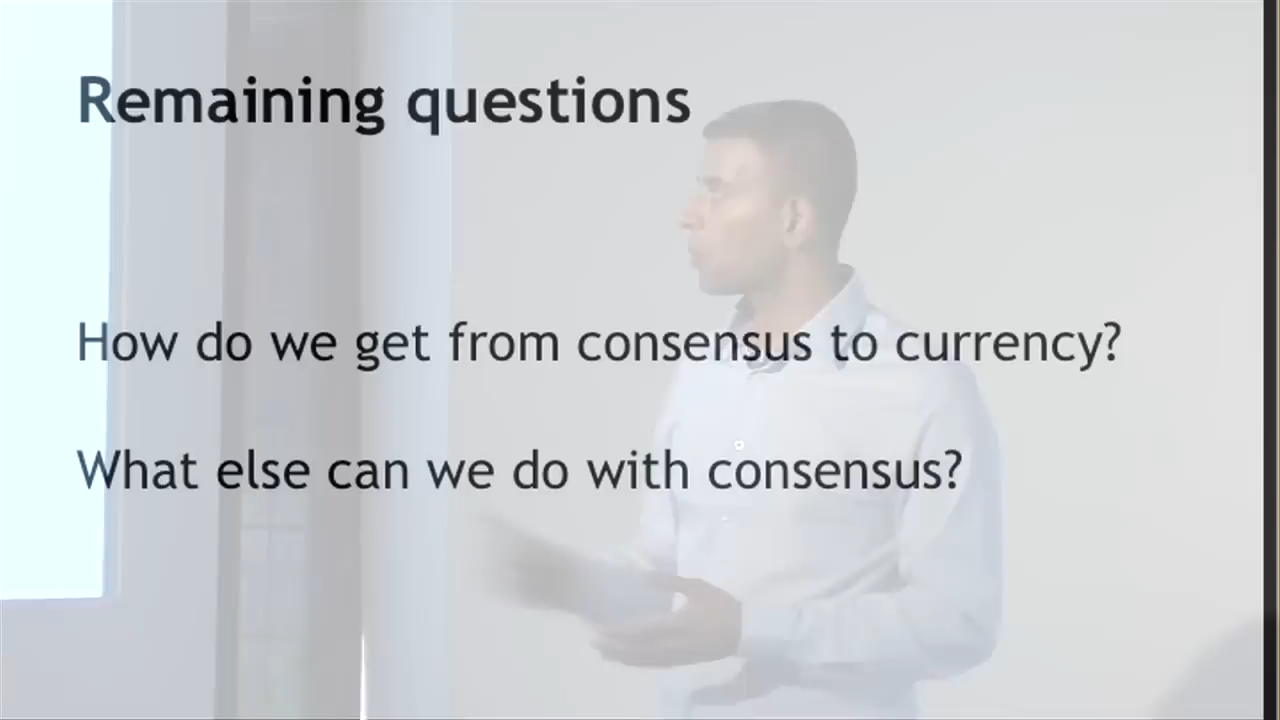 Remaining questions
How do we get from consensus to currency?
What else can we do with consensus?